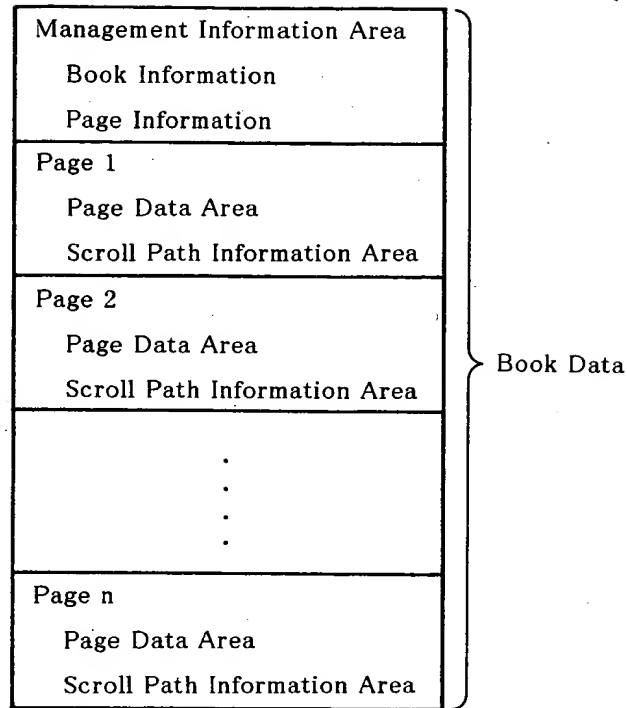 Management Information Area
Book Information
Page Information
Page 1
Page Data Area
Scroll Path Information Area
Page 2
Page Data Area
Scroll Path Information Area
Book Data
Page n
Page Data Area
Scroll Path Information Area